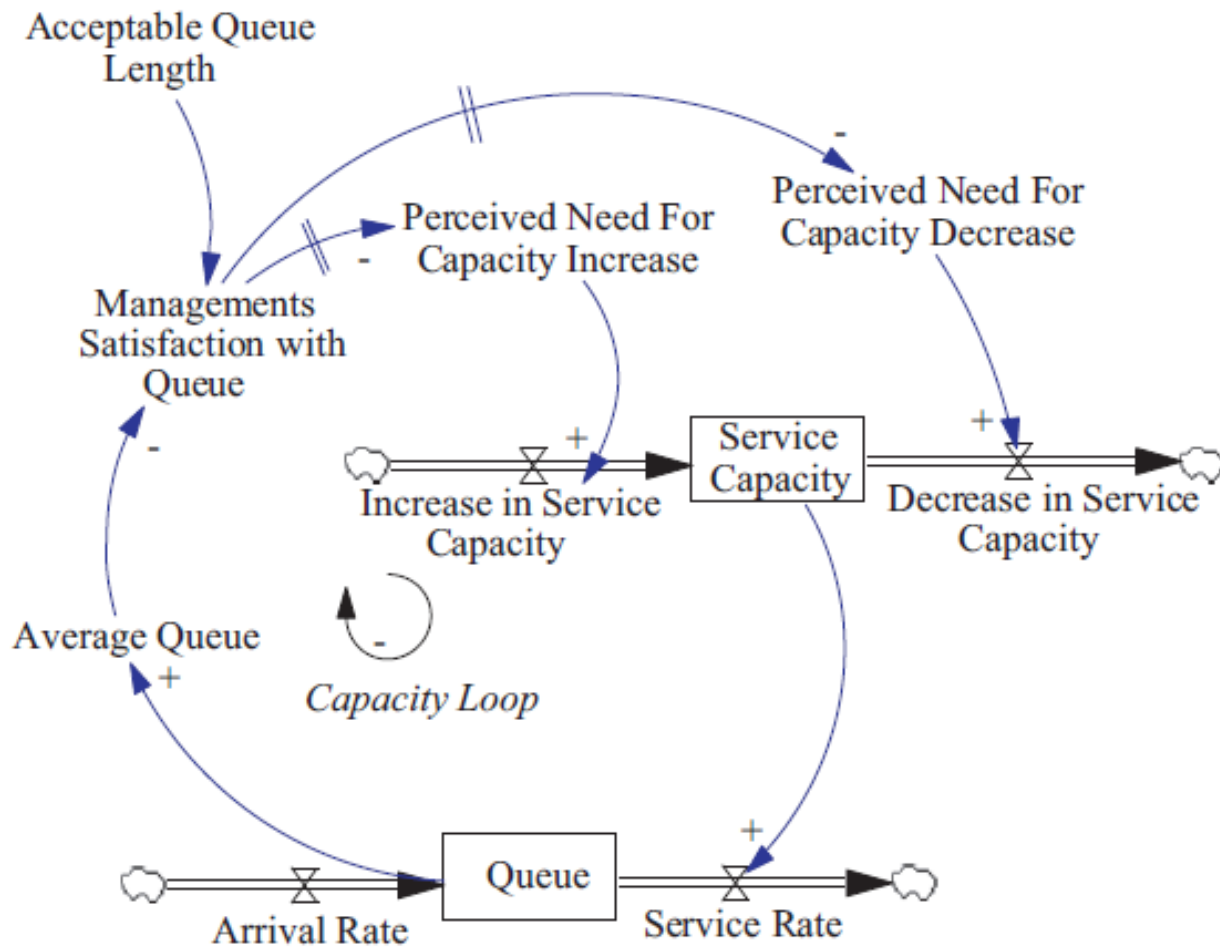 Acceptable Queue
Length
-
Perceived Need For
Capacity Decrease
Perceived Need For
Capacity Increase
-
Managements
Satisfaction with
Queue
-
+
Service
Capacity
+
Increase in Service
Capacity
Decrease in Service
Capacity
Average Queue
+
-
Capacity Loop
+
Queue
Arrival Rate
Service Rate